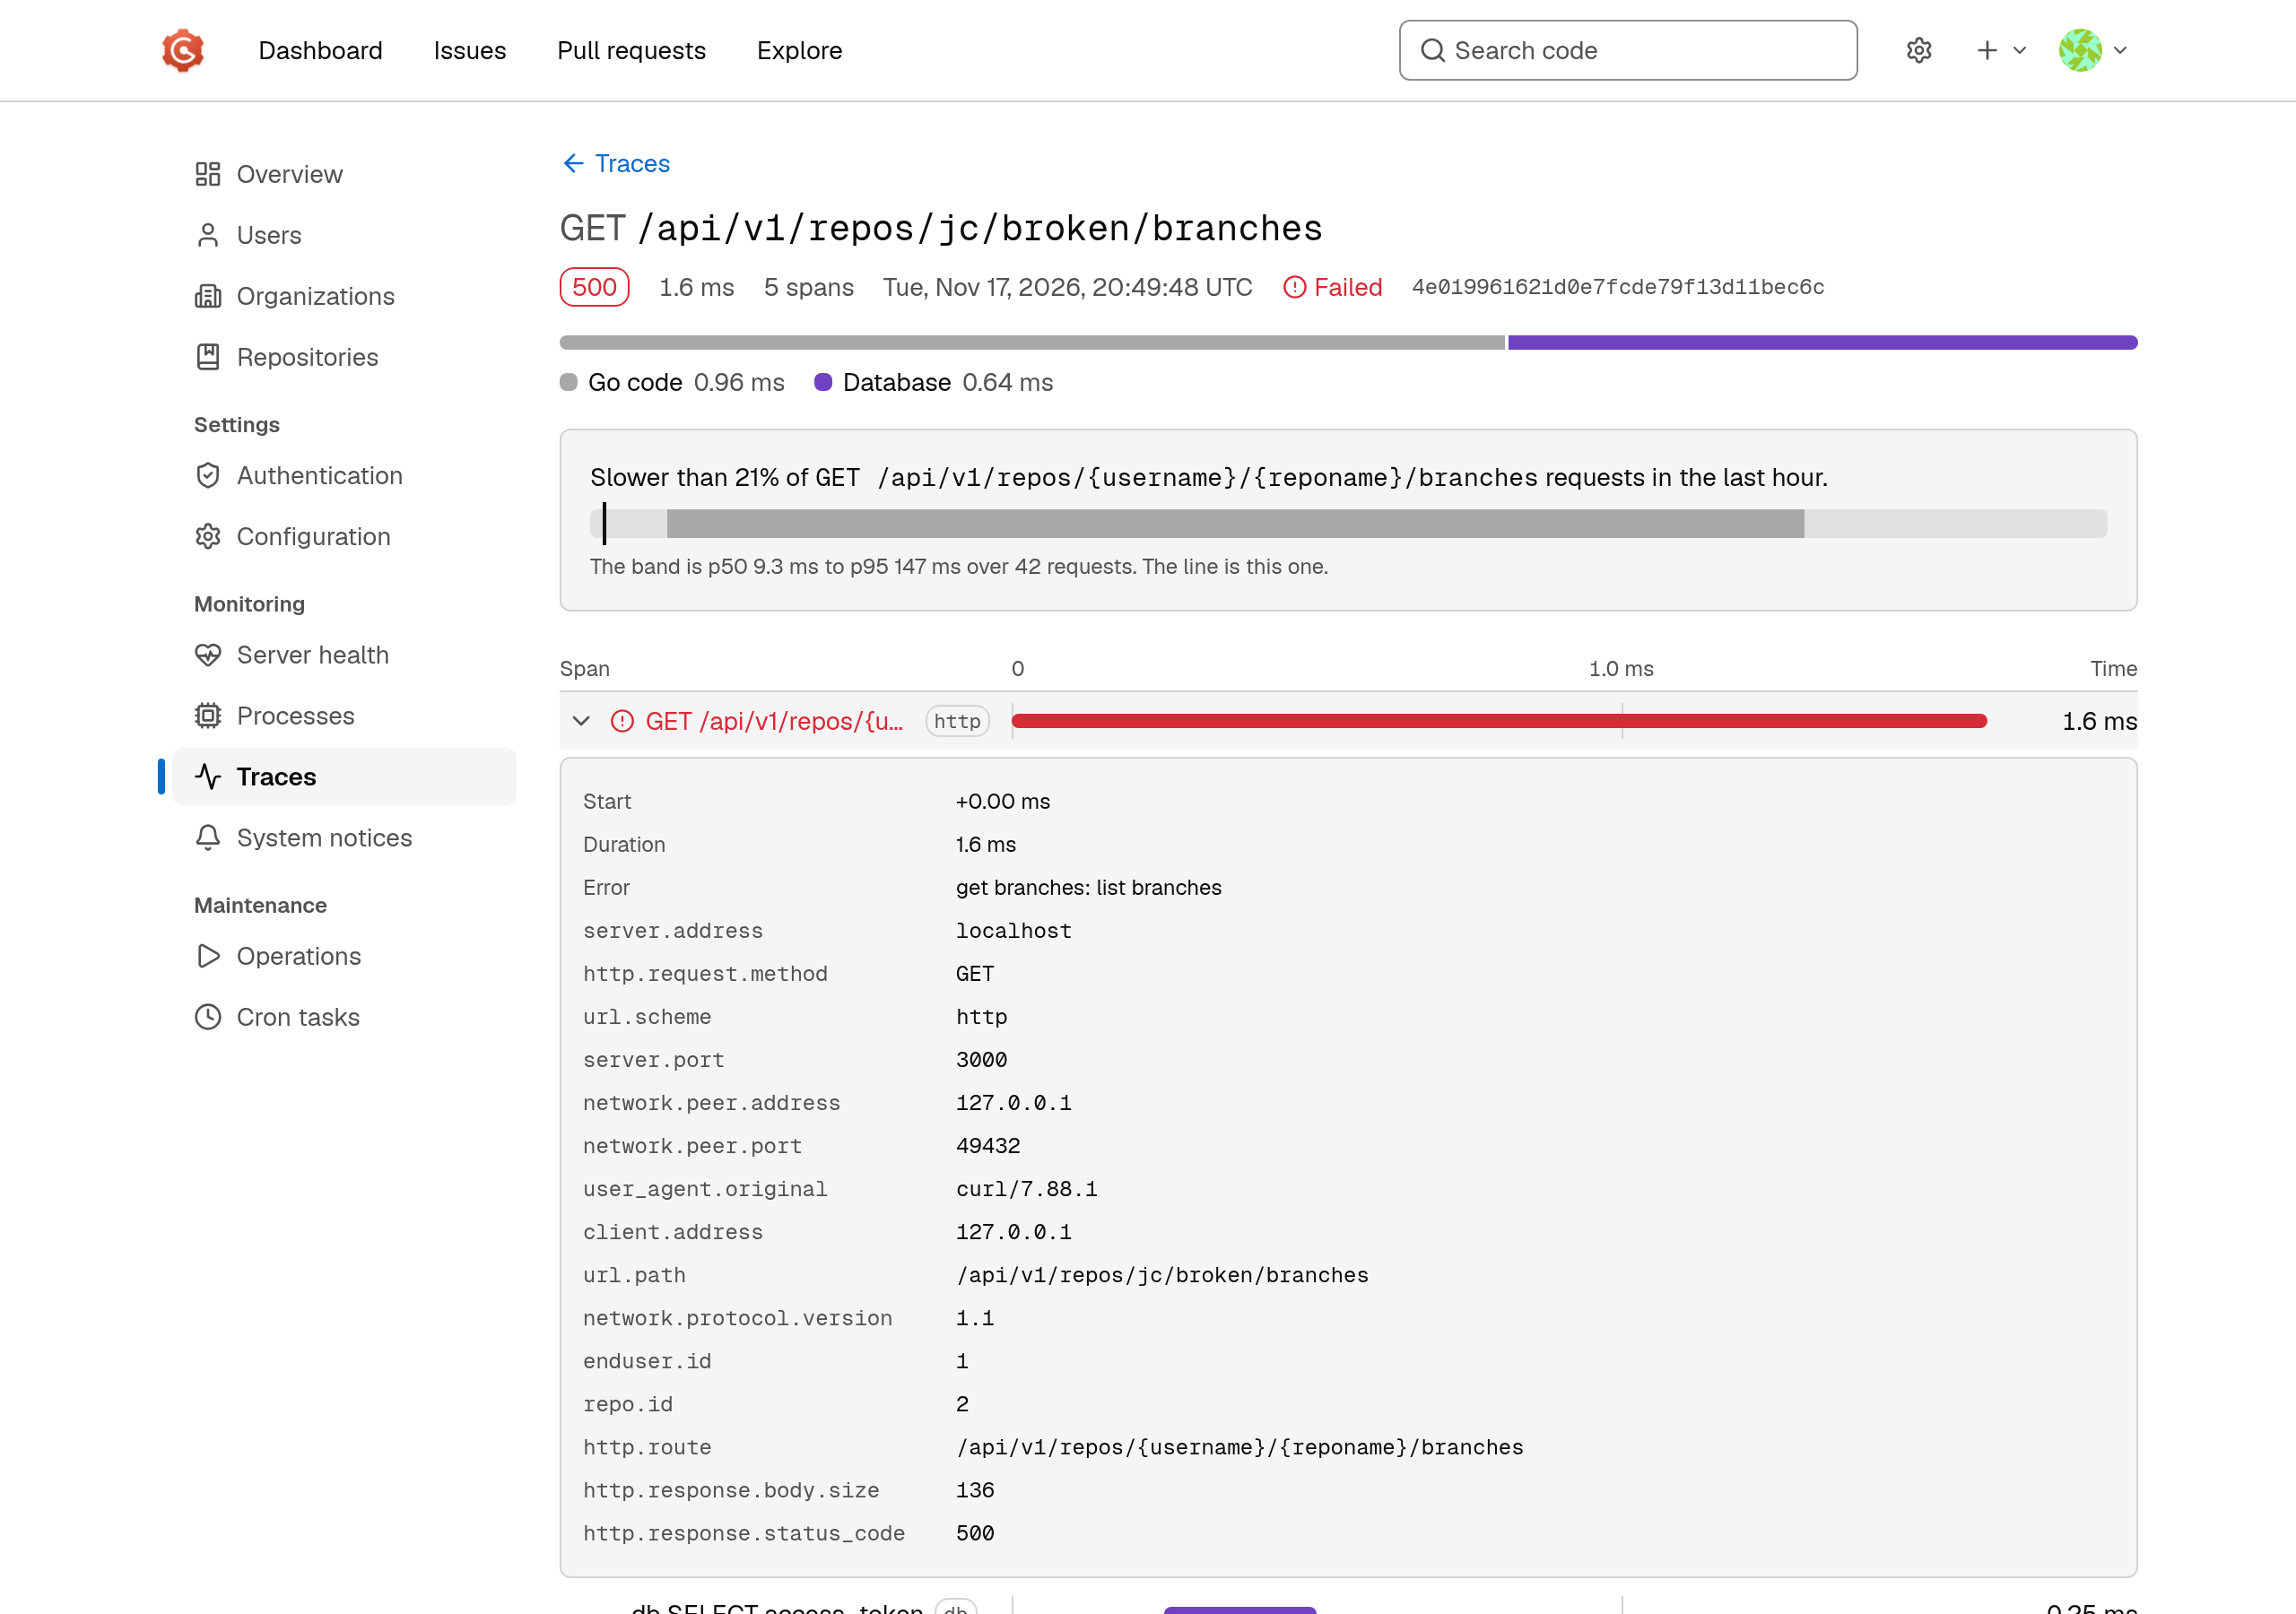 Dashboard Issues Pull requests Explore Search code
Overview
Users
Organizations
Repositories
Settings
Authentication
Configuration
Monitoring
Server health
Processes
Traces
System notices
Maintenance
Operations
Cron tasks
Traces
GET /api/v1/repos/jc/broken/branches
500 1.6 ms 5 spans Tue, Nov 17, 2026, 20:49:48 UTC Failed 4e019961621d0e7fcde79f13d11bec6c
Go code 0.96 ms Database 0.64 ms
Slower than 21% of GET /api/v1/repos/{username}/{reponame}/branches requests in the last hour.
The band is p50 9.3 ms to p95 147 ms over 42 requests. The line is this one.
Span 0 1.0 ms Time
GET /api/v1/repos/{u... http 1.6 ms
Start +0.00 ms
Duration 1.6 ms
Error get branches: list branches
server.address localhost
http.request.method GET
url.scheme http
server.port 3000
network.peer.address 127.0.0.1
network.peer.port 49432
user_agent.original curl/7.88.1
client.address 127.0.0.1
url.path /api/v1/repos/jc/broken/branches
network.protocol.version 1.1
enduser.id 1
repo.id 2
http.route /api/v1/repos/{username}/{reponame}/branches
http.response.body.size 136
http.response.status_code 500
db SELECT access_token db 0.25 ms